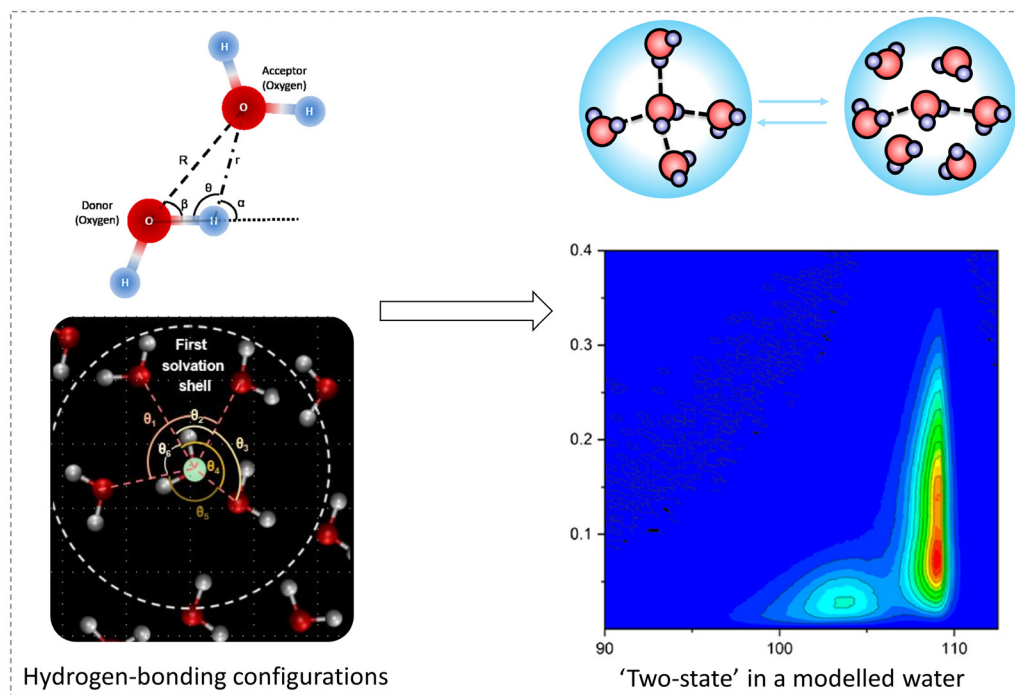 H
Acceptor
(Oxygen)
O
H
R
r
θ
Donor
(Oxygen)
β
α
O
H
H
First
solvation
shell
θ1
θ2
θ3
θ6
θ4
θ5
Hydrogen-bonding configurations
0.4
0.3
0.2
0.1
90
100
110
'Two-state' in a modelled water